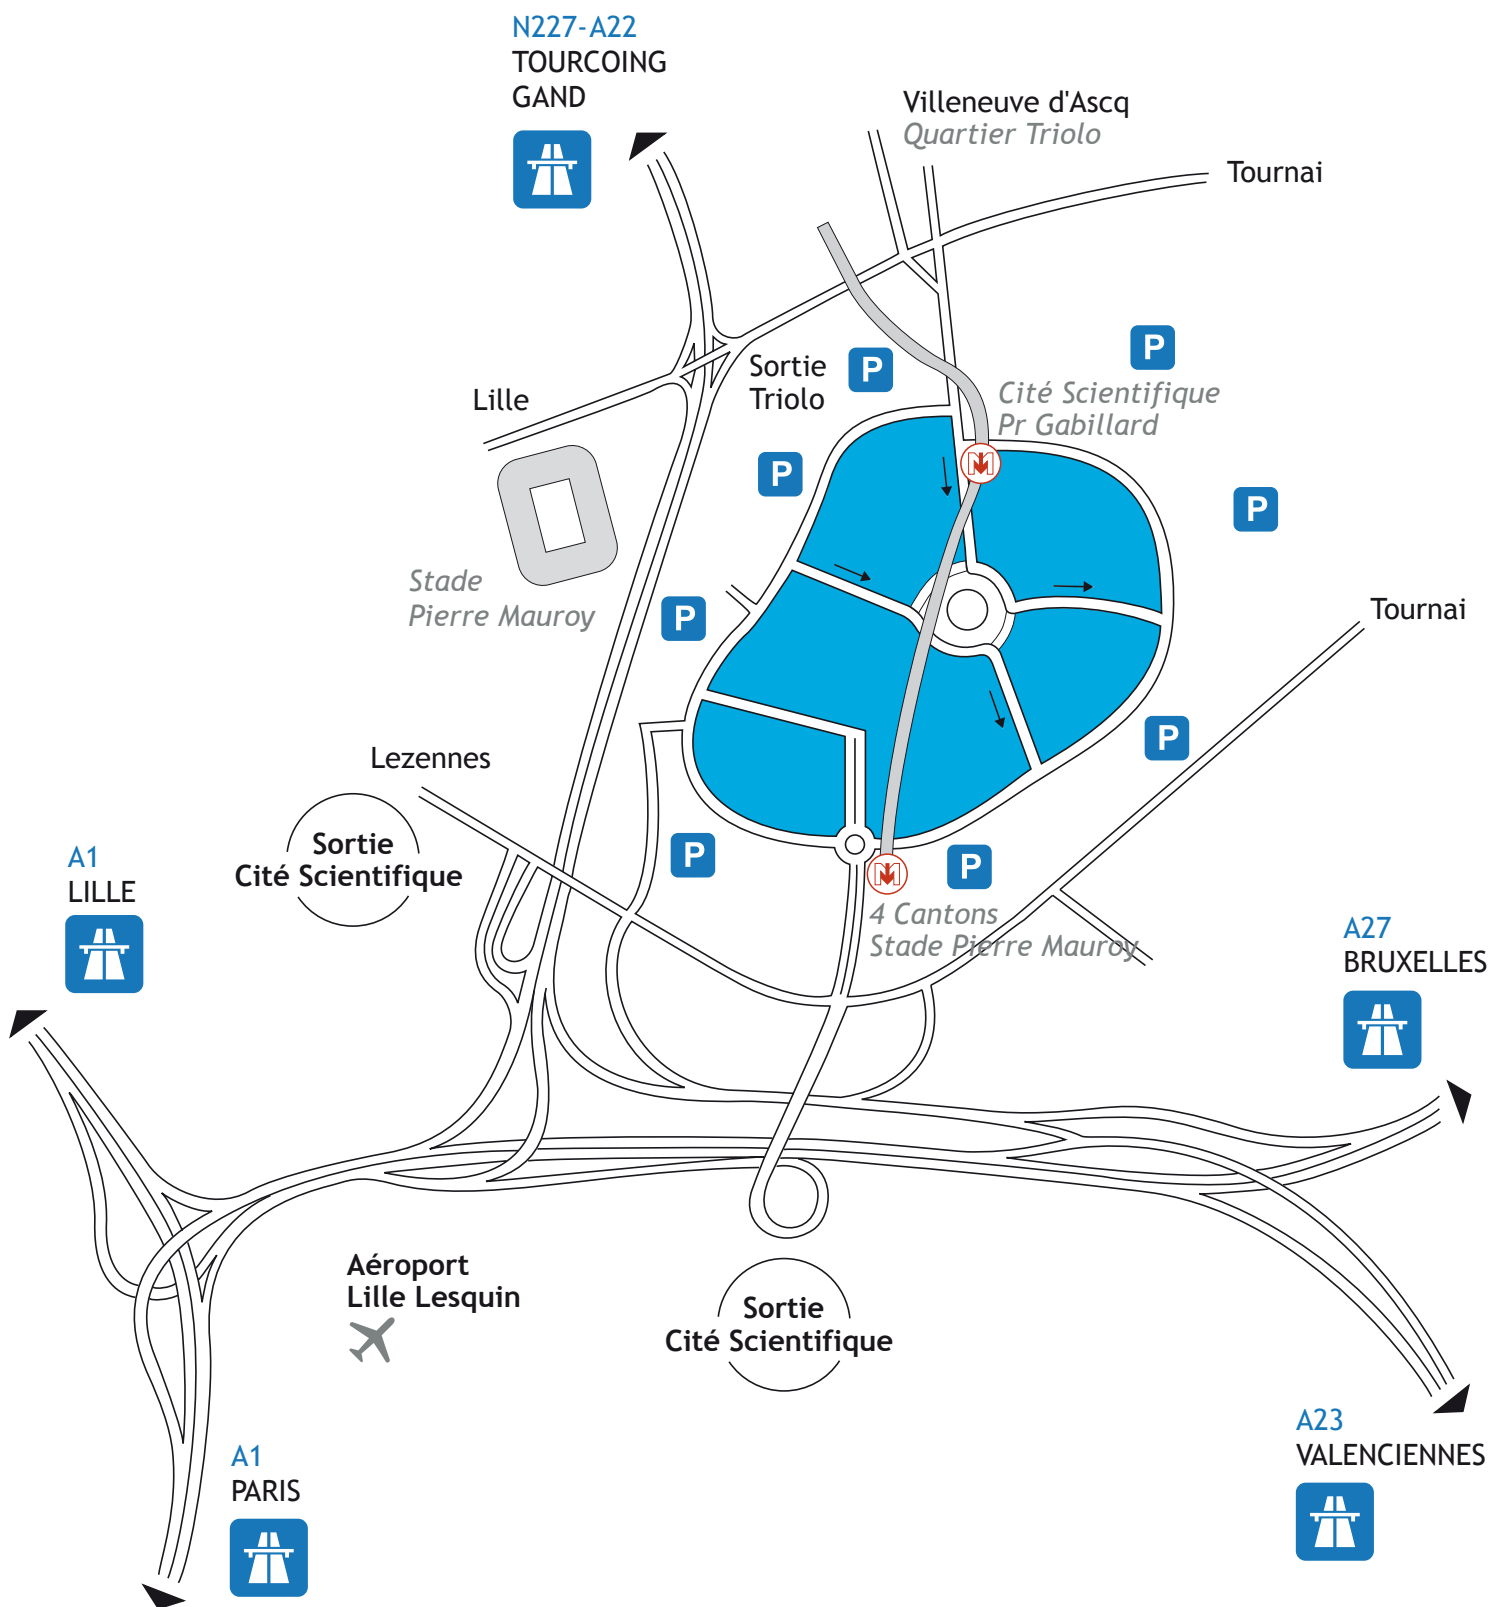 N227-A22
TOURCOING
GAND
Villeneuve d'Ascq
Quartier Triolo
Tournai
P
Sortie
Triolo
P
Lille
Cité Scientifique
Pr Gabillard
P
P
Stade
Pierre Mauroy
P
Tournai
P
Lezennes
Sortie
Cité Scientifique
P
P
A1
LILLE
4 Cantons
Stade Pierre Mauroy
A27
BRUXELLES
Aéroport
Lille Lesquin
Sortie
Cité Scientifique
A23
VALENCIENNES
A1
PARIS